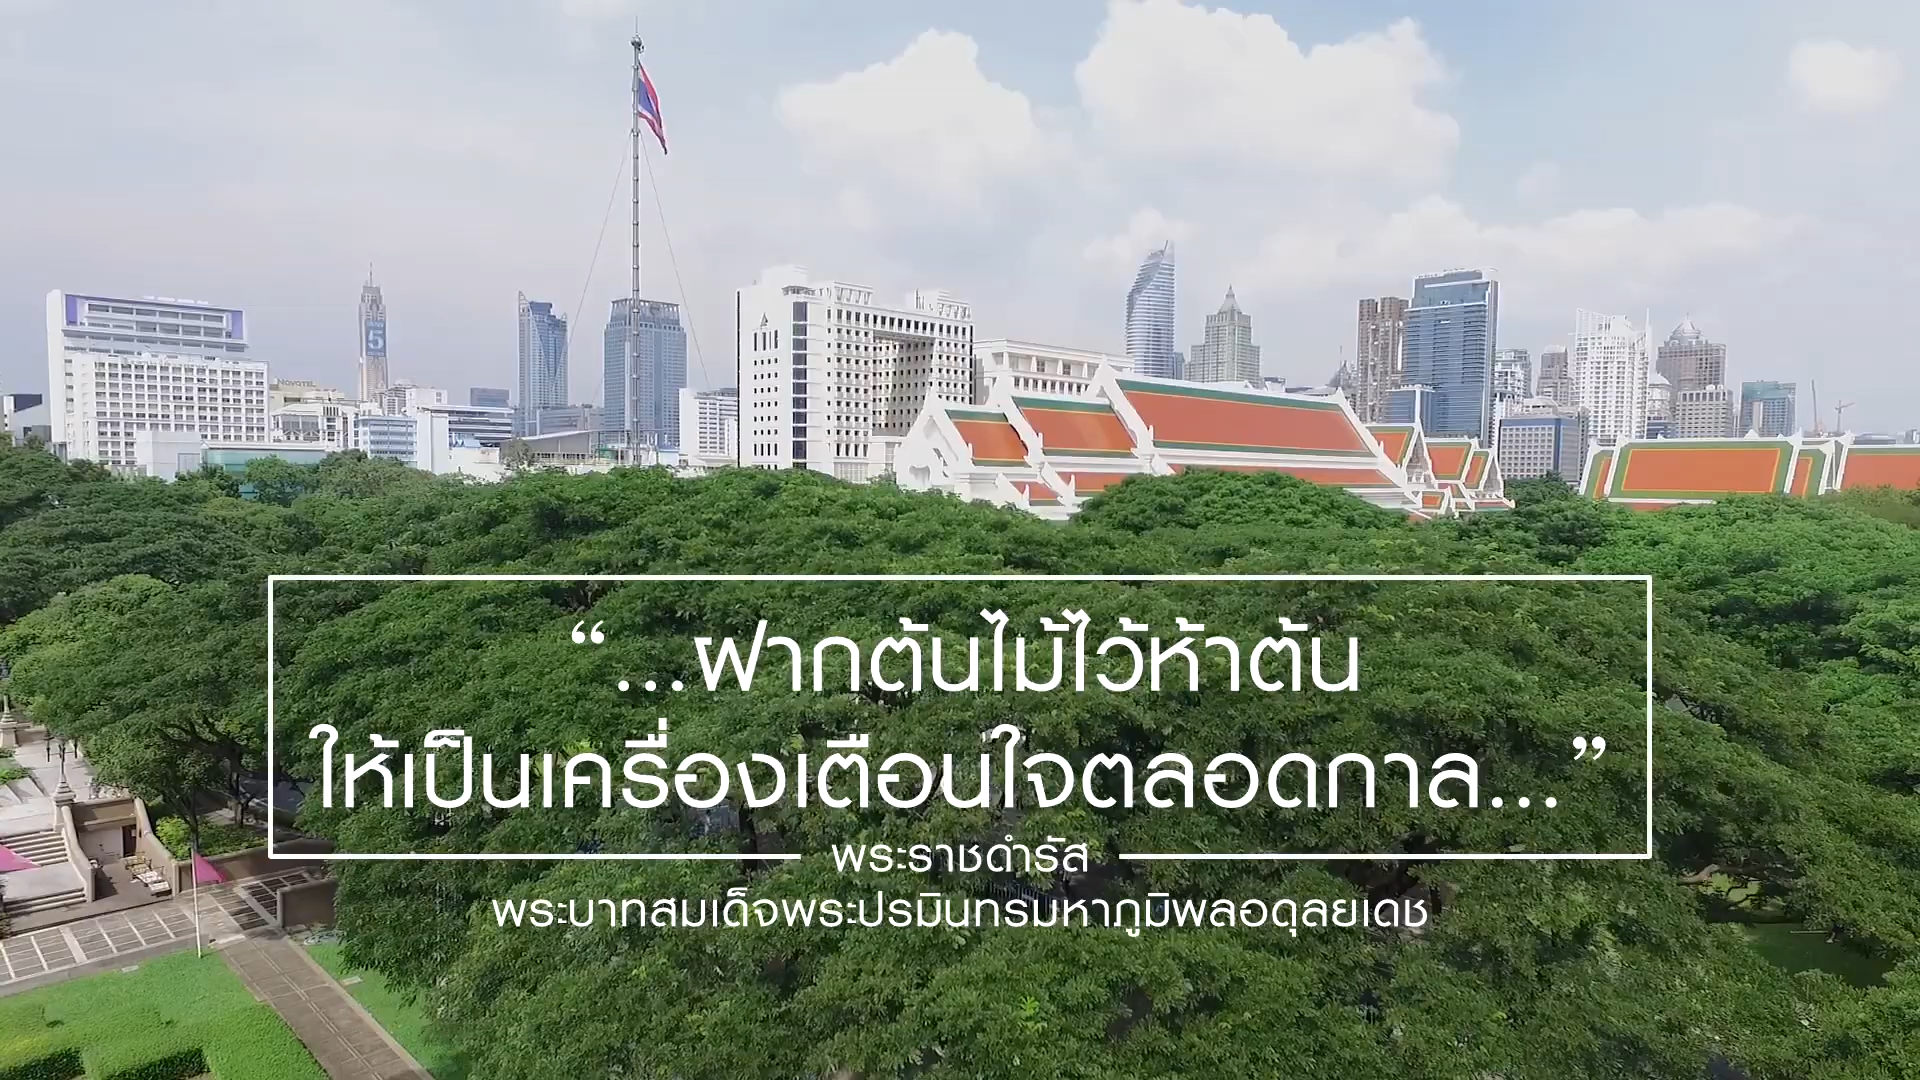 NOVOTEL
5
“...ฝากต้นไม้ไว้ห้าต้น
ให้เป็นเครื่องเตือนใจตลอดกาล...”
พระราชดำรัส
พระบาทสมเด็จพระปรมินทรมหาภูมิพลอดุลยเดช